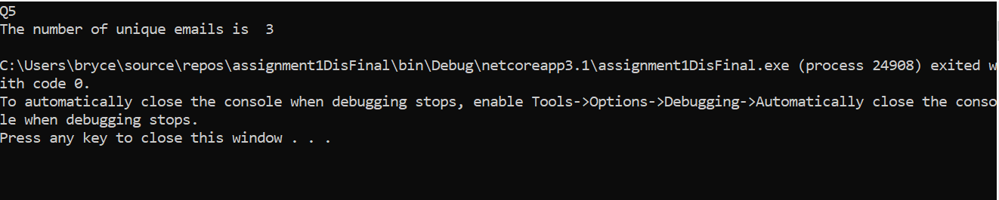 Q5
The number of unique emails is  3
C:\Users\bryce\source\repos\assignment1DisFinal\bin\Debug\netcoreapp3.1\assignment1DisFinal.exe (process 24908) exited w
ith code 0.
To automatically close the console when debugging stops, enable Tools->Options->Debugging->Automatically close the conso
le when debugging stops.
Press any key to close this window . . .